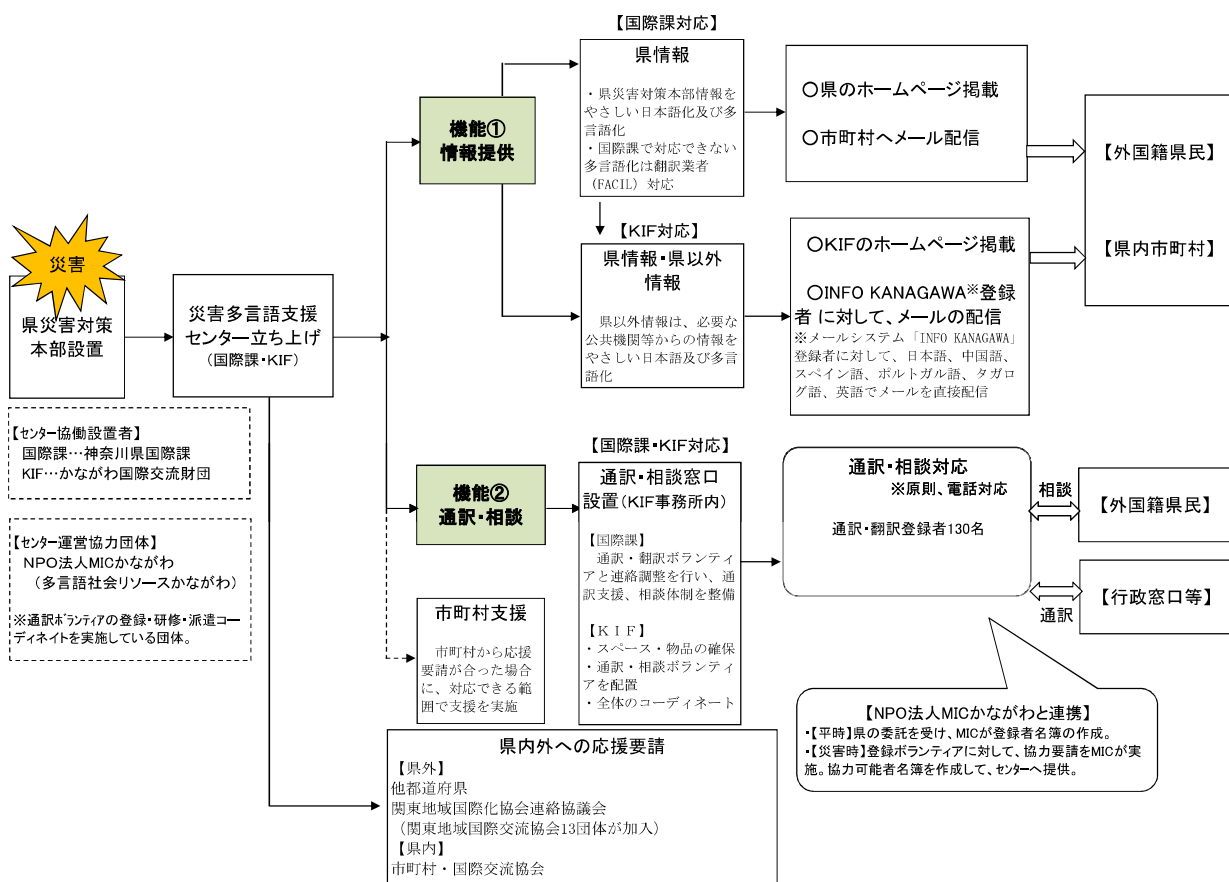 【国際課対応】
県情報
・県災害対策本部情報を
やさしい日本語化及び多
言語化
・国際課で対応できない
多言語化は翻訳業者
(FACIL) 対応
○県のホームページ掲載
○市町村へメール配信
【外国籍県民】
【県内市町村】
機能①
情報提供
【KIF対応】
県情報・県以外
情報
県以外情報は、必要な
公共機関等からの情報を
やさしい日本語及び多言
語化
○KIFのホームページ掲載
○INFO KANAGAWA※登録
者 に対して、メールの配信
※メールシステム「INFO KANAGAWA」
登録者に対して、日本語、中国語、
スペイン語、ポルトガル語、タガロ
グ語、英語でメールを直接配信
災害
県災害対策
本部設置
災害多言語支援
センター立ち上げ
(国際課・KIF)
【センター協働設置者】
国際課…神奈川県国際課
KIF…かながわ国際交流財団
【センター運営協力団体】
NPO法人MICかながわ
(多言語社会リソースかながわ)
※通訳ボランティアの登録・研修・派遣コー
ディネイトを実施している団体。
機能②
通訳・相談
【国際課・KIF対応】
通訳・相談窓口
設置(KIF事務所内)
【国際課】
通訳・翻訳ボランティ
アと連絡調整を行い、通
訳支援、相談体制を整備
【KIF】
・スペース・物品の確保
・通訳・相談ボランティ
アを配置
・全体のコーディネート
通訳・相談対応
※原則、電話対応
通訳・翻訳登録者130名
相談
【外国籍県民】
通訳
【行政窓口等】
市町村支援
市町村から応援
要請が合った場合
に、対応できる範
囲で支援を実施
【NPO法人MICかながわと連携】
・【平時】県の委託を受け、MICが登録者名簿の作成。
・【災害時】登録ボランティアに対して、協力要請をMICが実
施。協力可能者名簿を作成して、センターへ提供。
県内外への応援要請
【県外】
他都道府県
関東地域国際化協会連絡協議会
(関東地域国際交流協会13団体が加入)
【県内】
市町村・国際交流協会